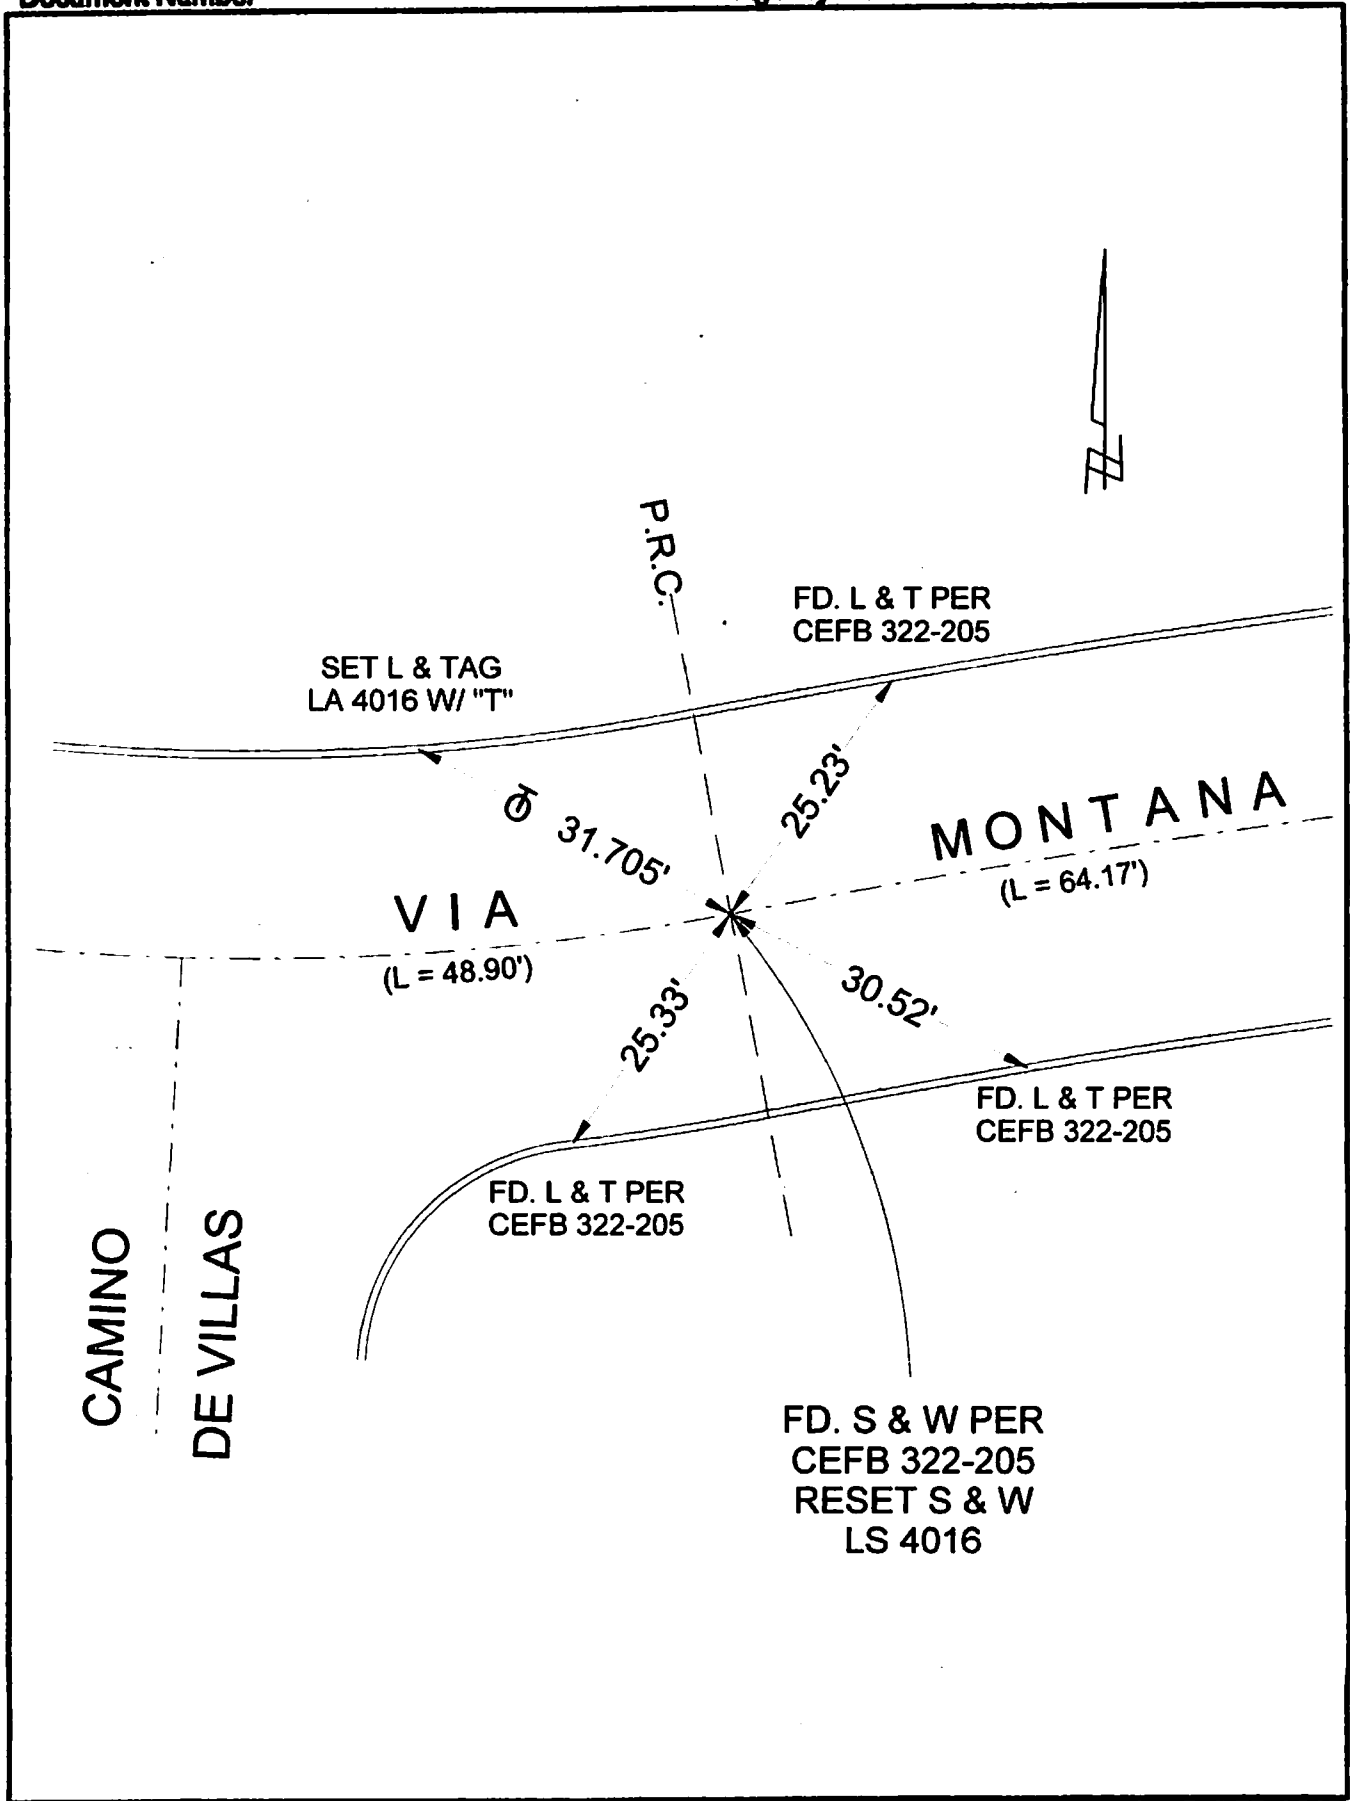 Document Number
P.R.C.
FD. L & T PER
CEFB 322-205
SET L & TAG
LA 4016 W/ "T"
25.23'
31.705'
VIA MONTANA
(L = 64.17')
(L = 48.90')
30.52'
25.33'
FD. L & T PER
CEFB 322-205
FD. L & T PER
CEFB 322-205
CAMINO
DE VILLAS
FD. S & W PER
CEFB 322-205
RESET S & W
LS 4016
N